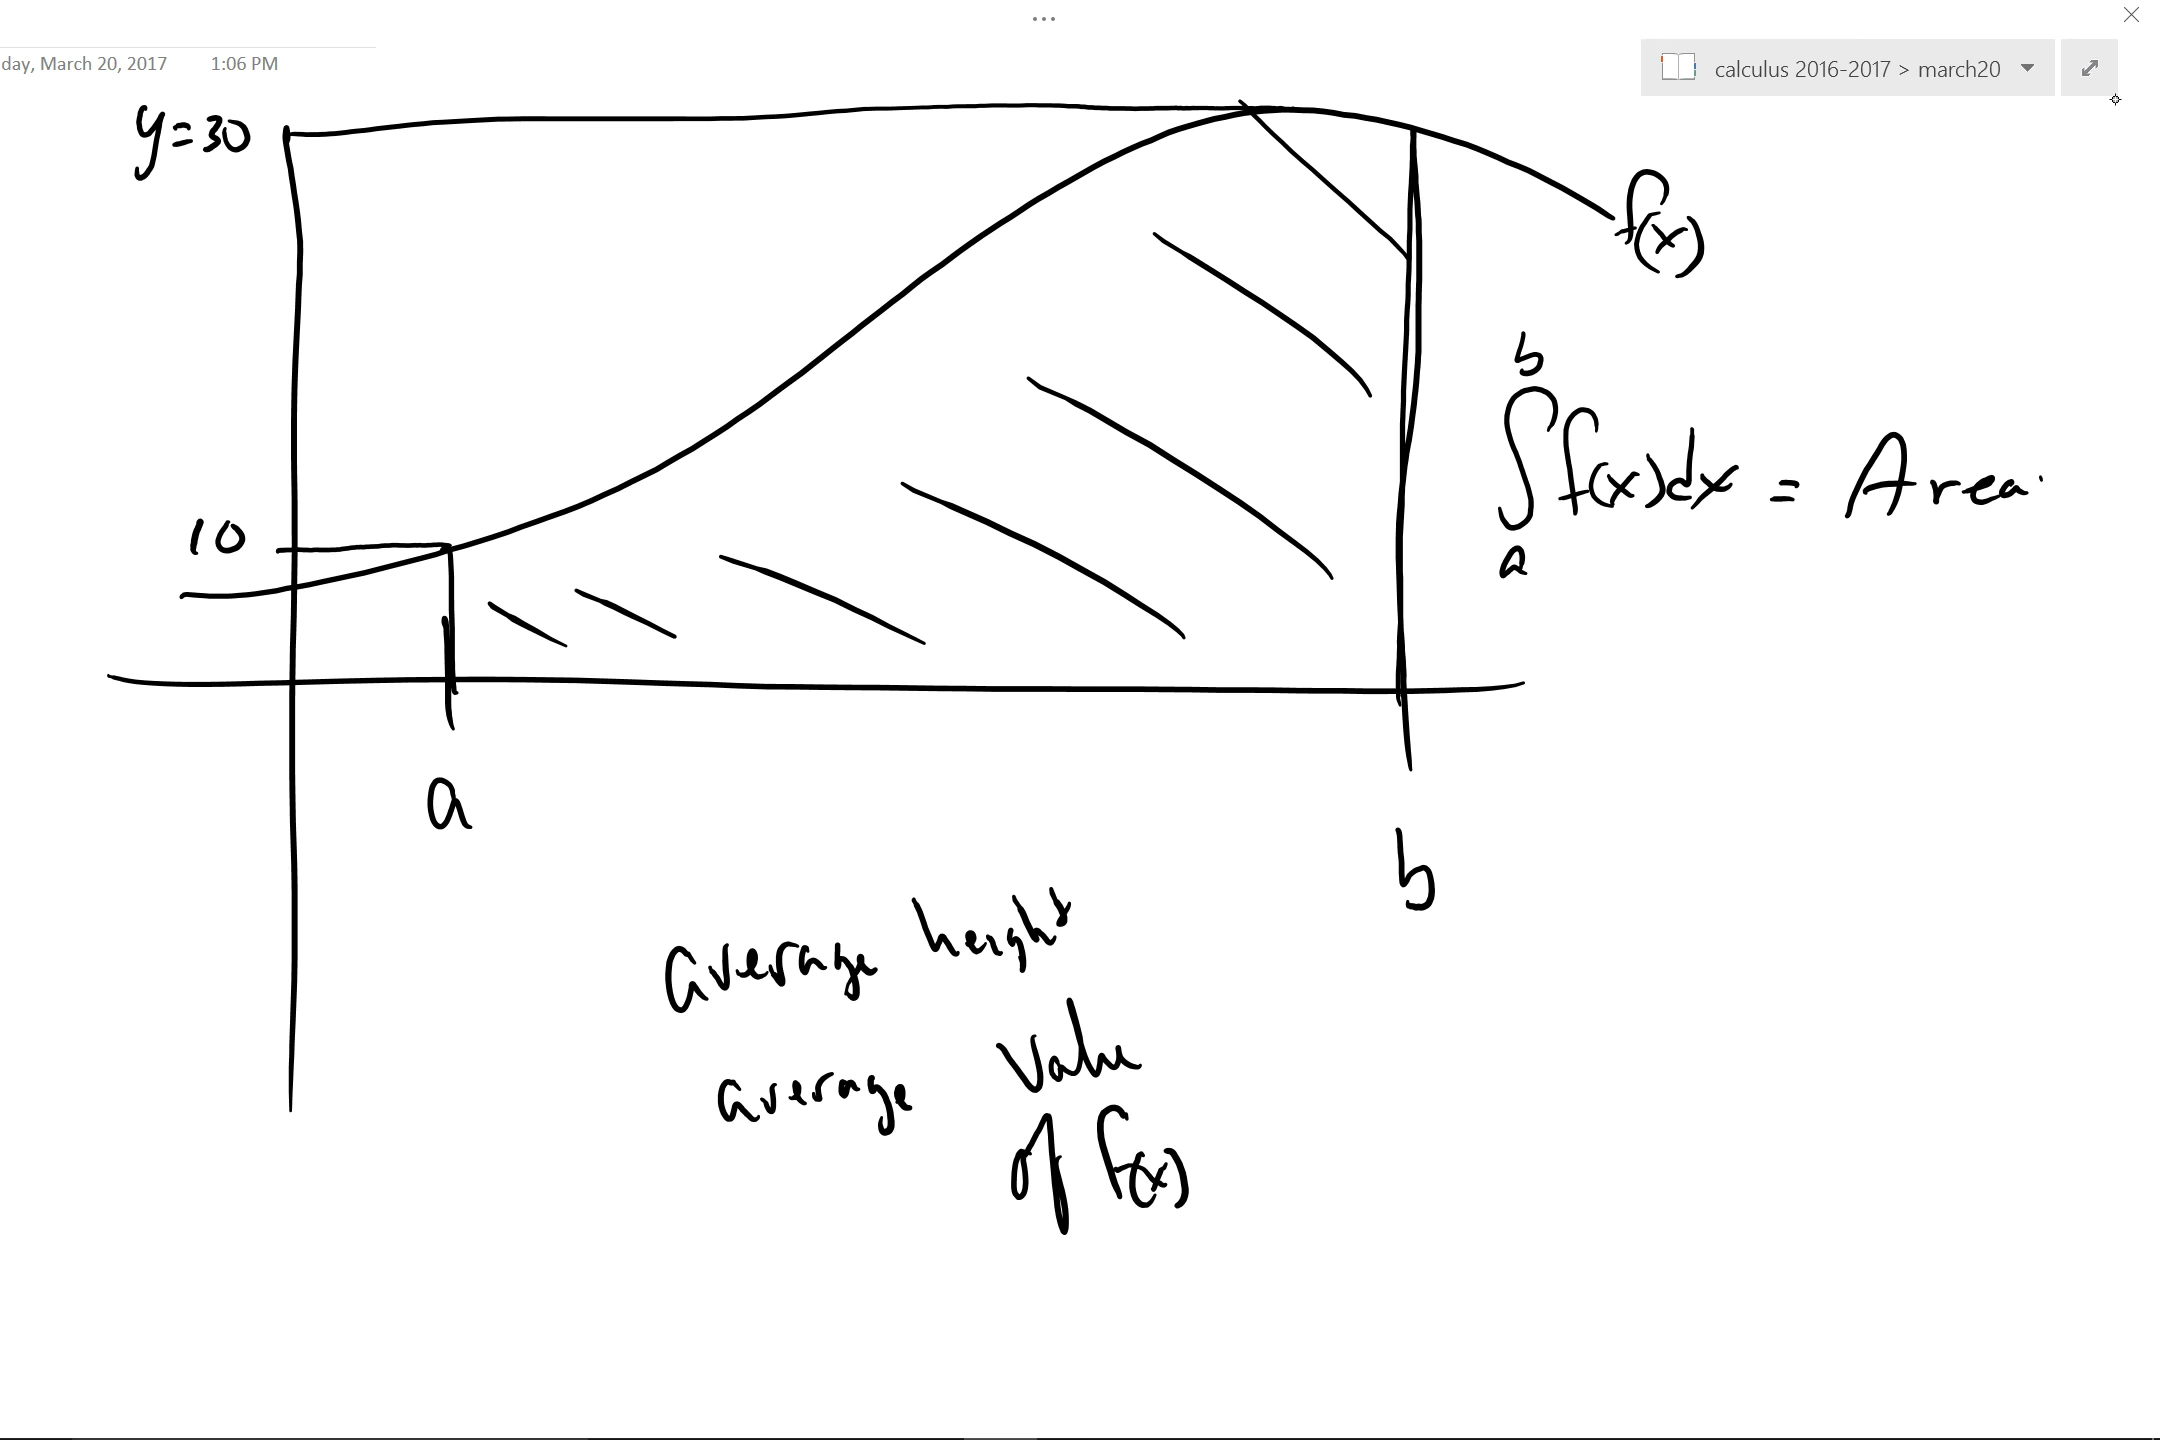 day, March 20, 2017 1:06 PM
calculus 2016-2017 > march20
y=30
f(x)
b
∫f(x)dx = Area
a
10
a
b
average height
average value
of f(x)